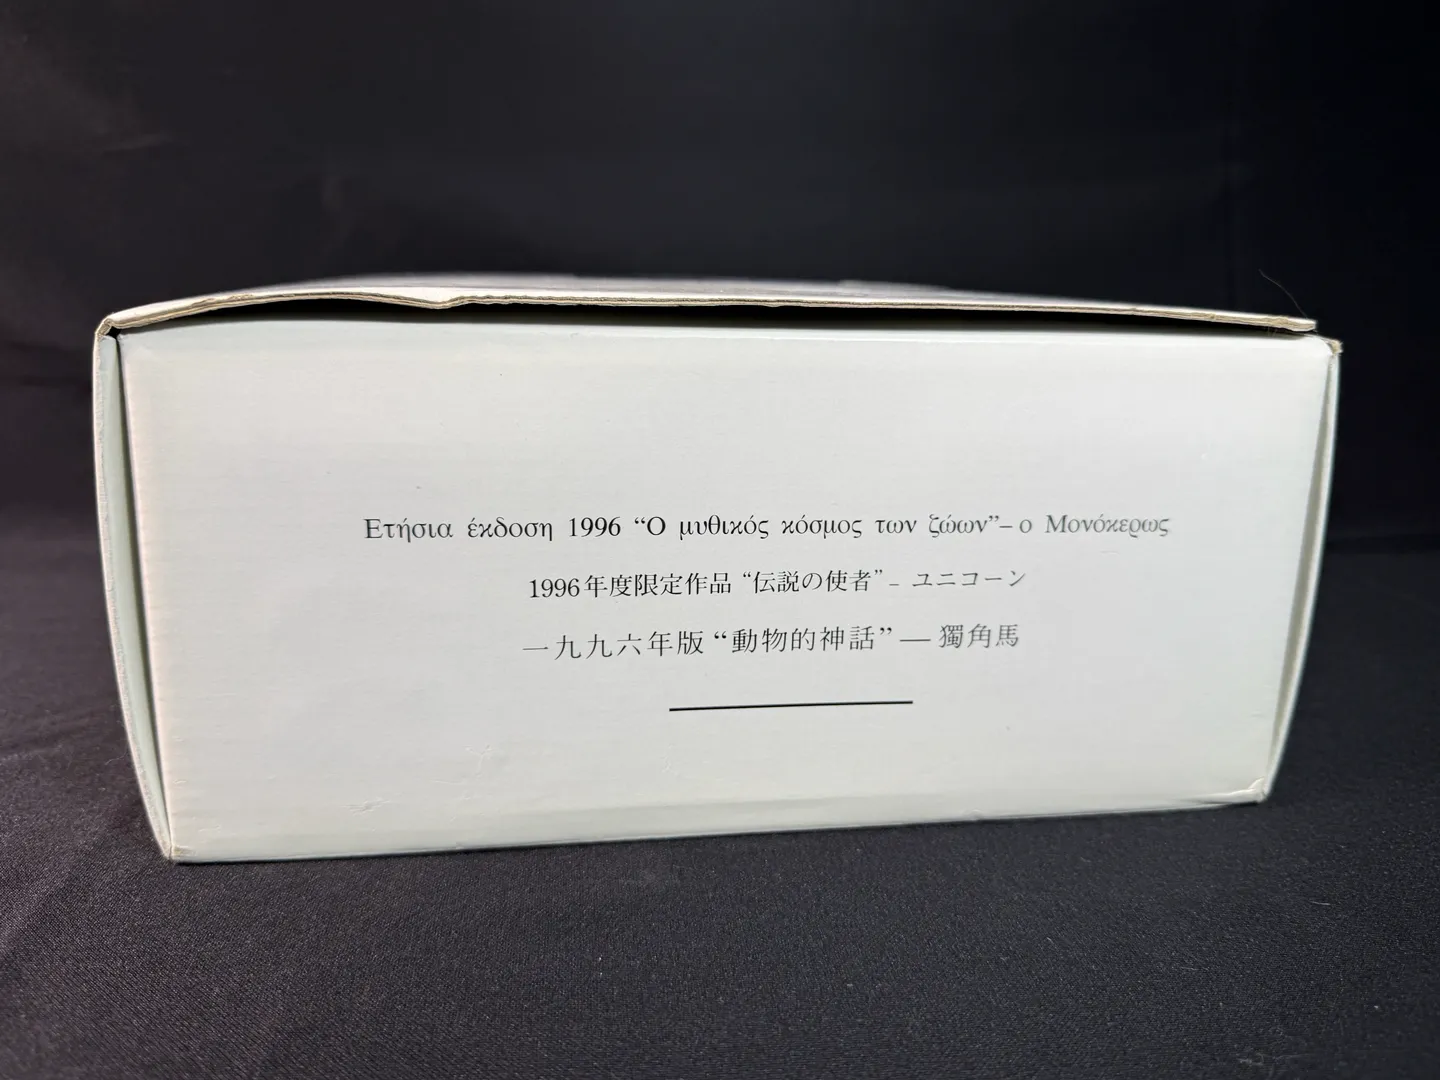 Ετήσια έκδοση 1996 “Ο μυθικός κόσμος των ζώων”– ο Μονόκερως
1996年度限定作品 “伝説の使者” – ユニコーン
一九九六年版 “動物的神話” — 獨角馬